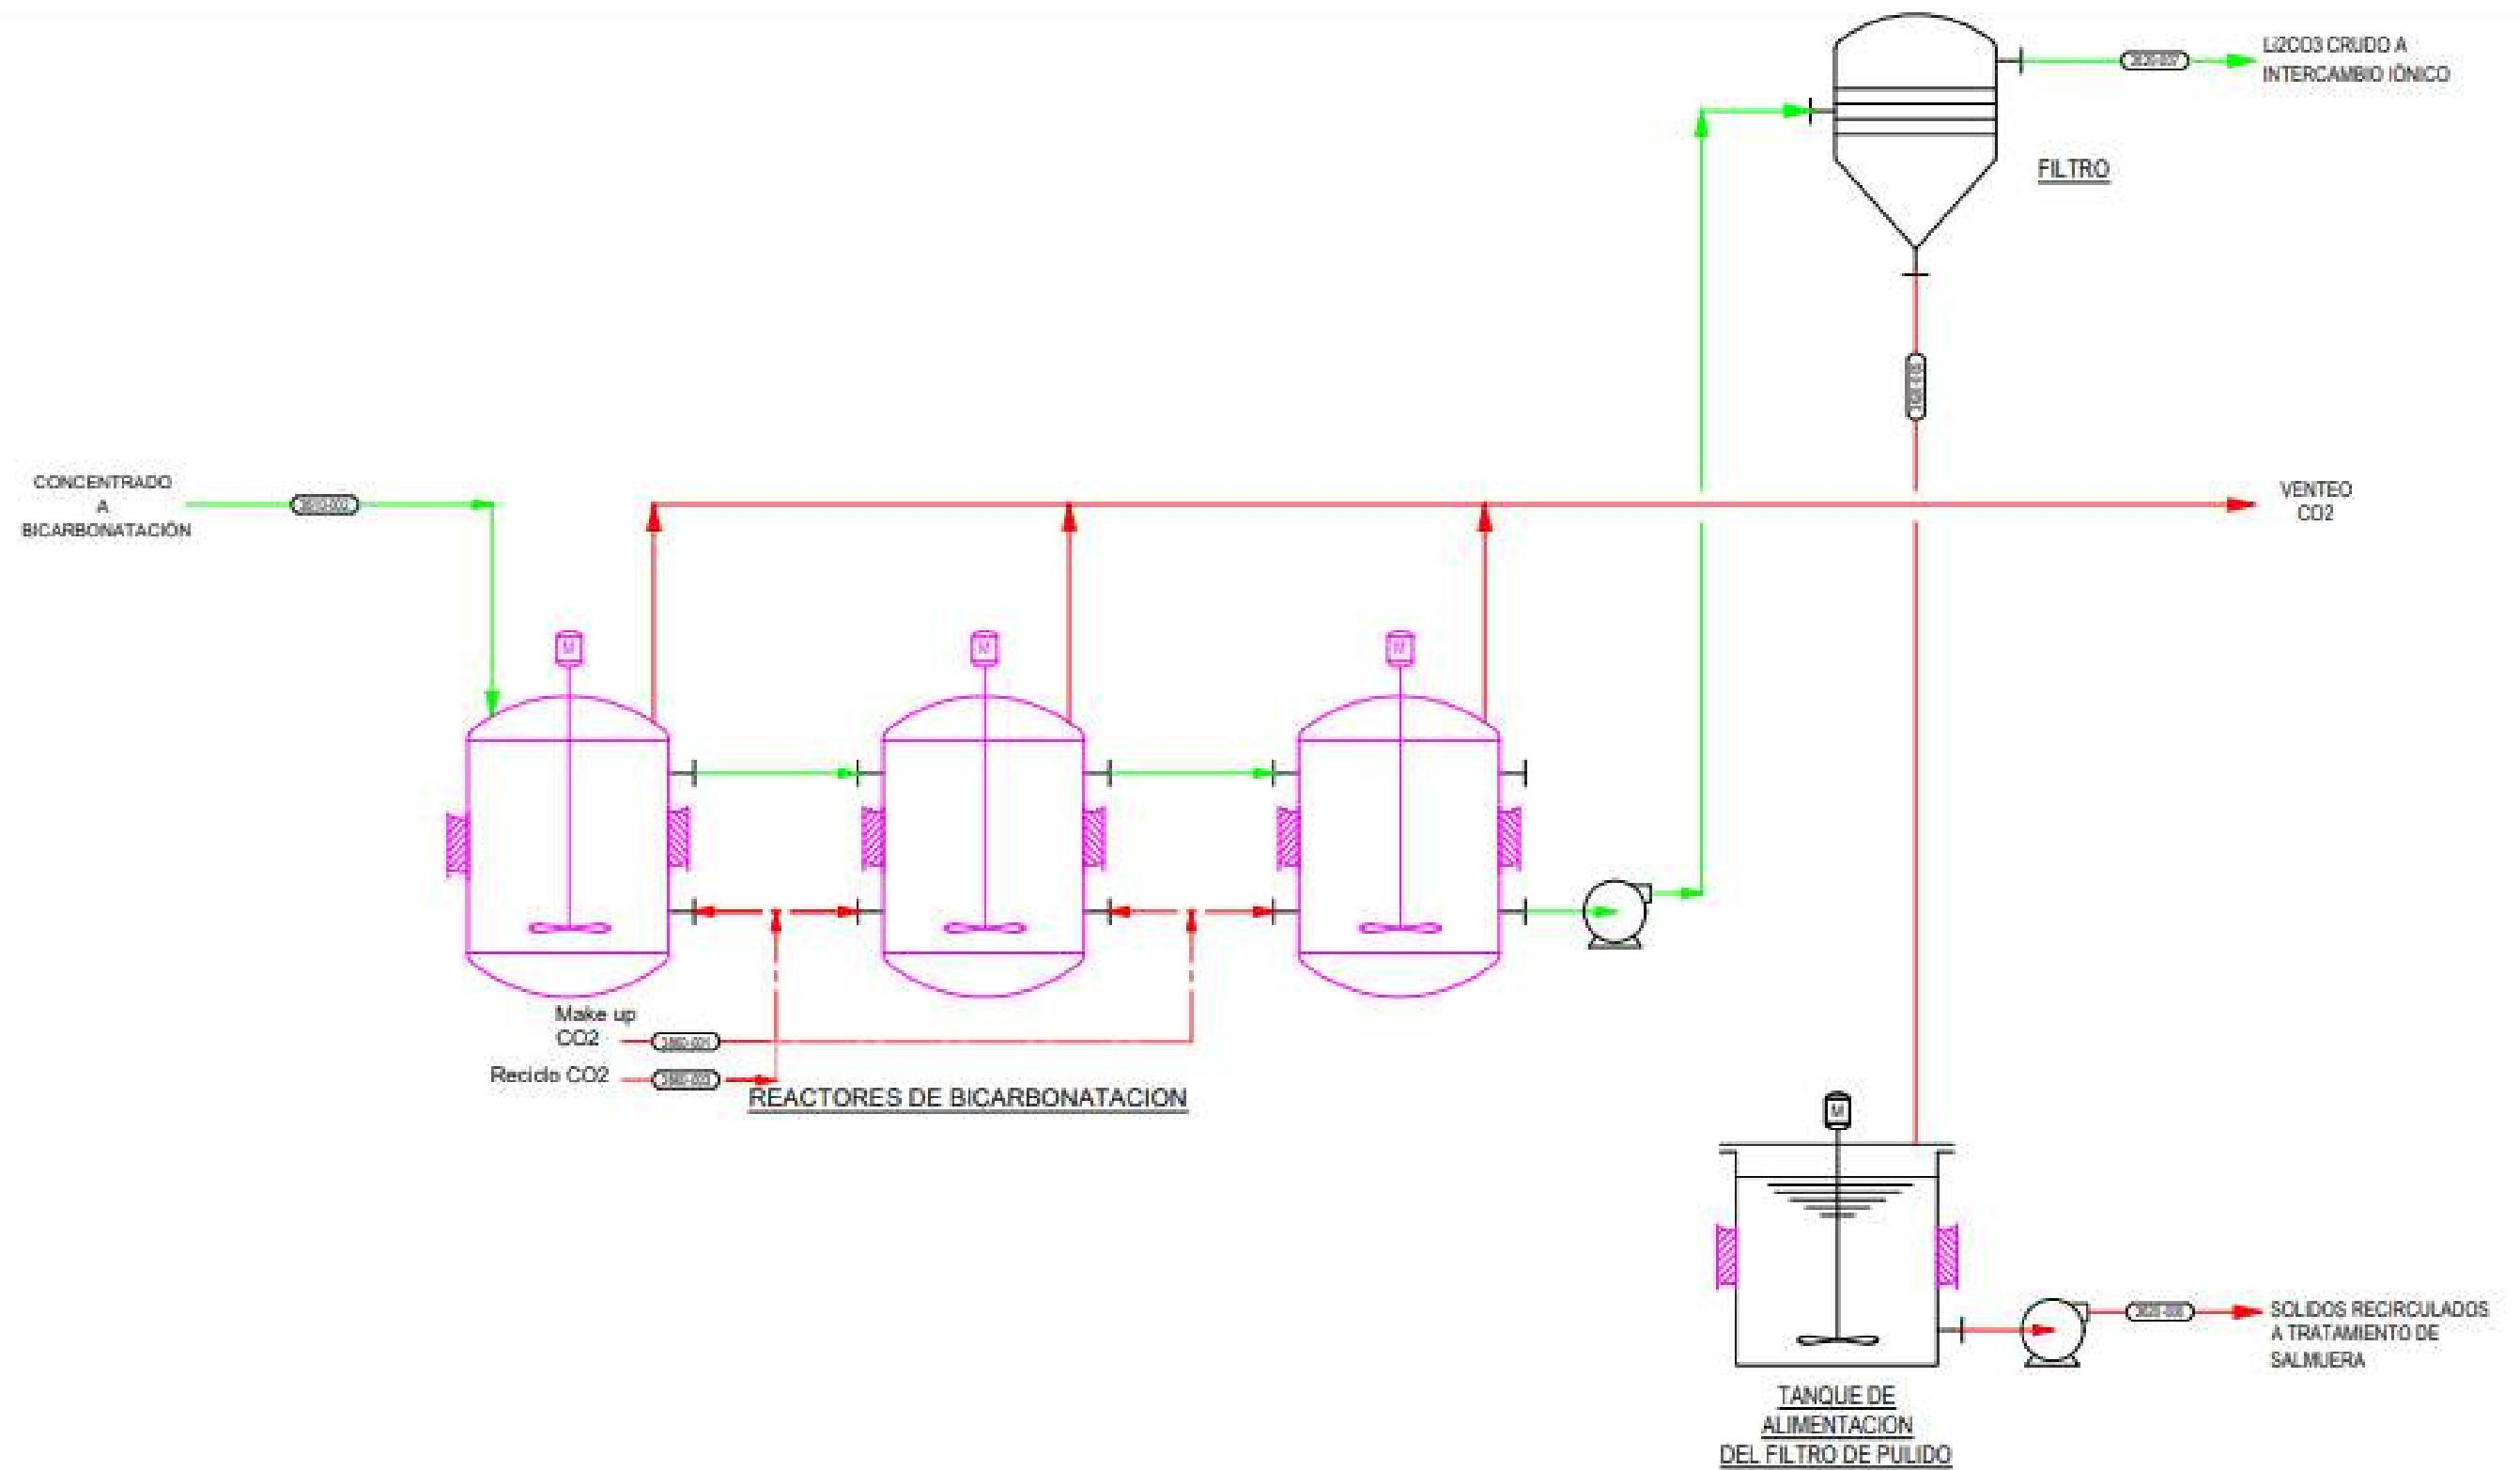 Li2CO3 CRUDO A
INTERCAMBIO IÓNICO
FILTRO
CONCENTRADO
A
BICARBONATACIÓN
VENTEO
CO2
M
M
M
Make up
CO2
Reciclo CO2
REACTORES DE BICARBONATACION
M
SOLIDOS RECIRCULADOS
A TRATAMIENTO DE
SALMUERA
TANQUE DE
ALIMENTACION
DEL FILTRO DE PULIDO